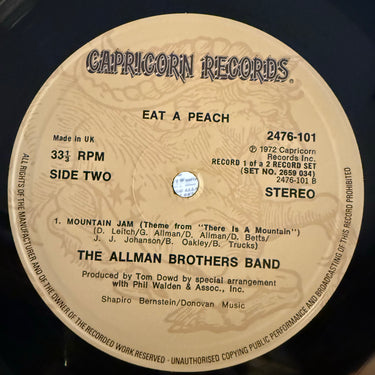 CAPRICORN RECORDS®
EAT A PEACH
Made in UK
33⅓ RPM
SIDE TWO
2476-101
℗ 1972 Capricorn
Records Inc.
RECORD 1 of a 2 RECORD SET
(SET NO. 2659 034)
2476-101 B
STEREO
1. MOUNTAIN JAM (Theme from "There Is A Mountain")
(D. Leitch/G. Allman/D. Allman/D. Betts/
J. J. Johanson/B. Oakley/B. Trucks)
THE ALLMAN BROTHERS BAND
Produced by Tom Dowd by special arrangement
with Phil Walden & Assoc., Inc.
Shapiro Bernstein/Donovan Music
ALL RIGHTS OF THE MANUFACTURER AND OF THE OWNER OF THE RECORDED WORK RESERVED · UNAUTHORISED COPYING PUBLIC PERFORMANCE AND BROADCASTING OF THIS RECORD PROHIBITED